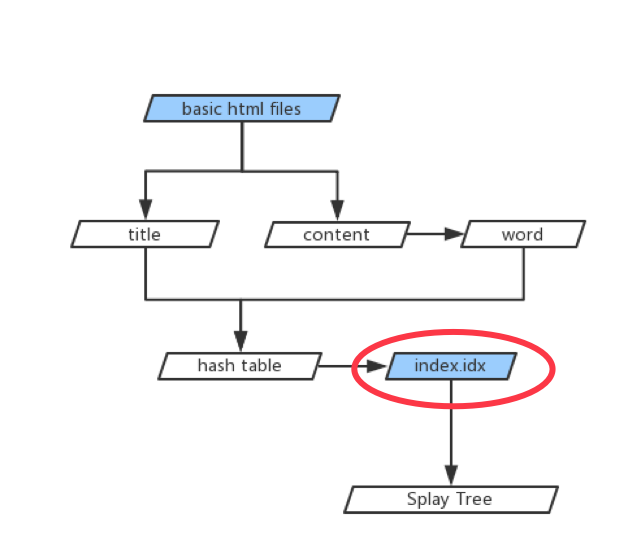 basic html files
title
content
word
hash table
index.idx
Splay Tree